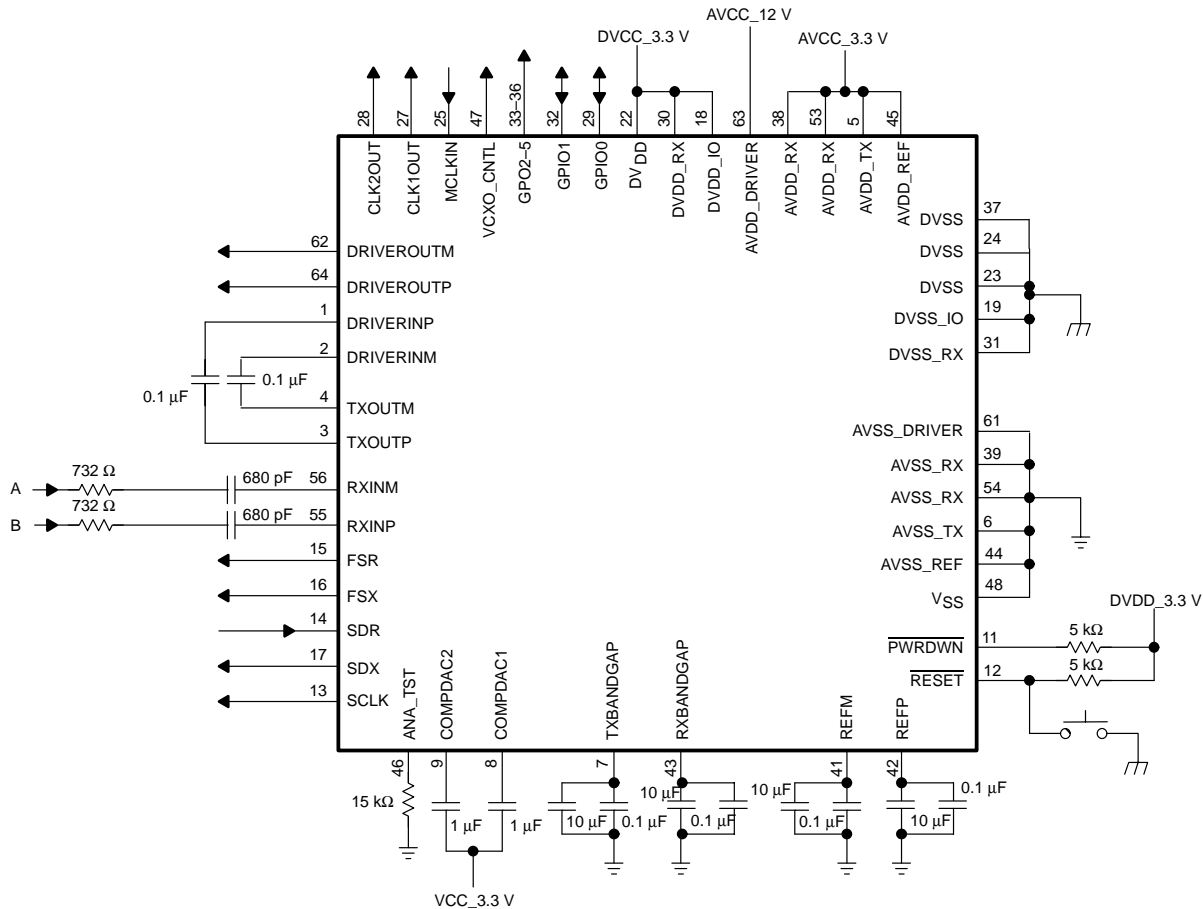 AVCC_12 V
DVCC_3.3 V
AVCC_3.3 V
28
27
25
47
33–36
32
29
22
30
18
63
38
53
5
45
CLK2OUT
CLK1OUT
MCLKIN
VCXO_CNTL
GPO2–5
GPIO1
GPIO0
DV_DD
DVDD_RX
DVDD_IO
AVDD_DRIVER
AVDD_RX
AVDD_RX
AVDD_TX
AVDD_REF
62 DRIVEROUTM
64 DRIVEROUTP
1 DRIVERINP
2 DRIVERINM
0.1 μF
0.1 μF
4 TXOUTM
3 TXOUTP
A 732 Ω 680 pF 56 RXINM
B 732 Ω 680 pF 55 RXINP
15 FSR
16 FSX
14 SDR
17 SDX
13 SCLK
DVSS 37
DVSS 24
DVSS 23
DVSS_IO 19
DVSS_RX 31
AVSS_DRIVER 61
AVSS_RX 39
AVSS_RX 54
AVSS_TX 6
AVSS_REF 44
VSS 48
DVDD_3.3 V
PWRDWN 11 5 kΩ
RESET 12 5 kΩ
ANA_TST
COMPDAC2
COMPDAC1
TXBANDGAP
RXBANDGAP
REFM
REFP
46
9
8
7
43
41
42
15 kΩ
1 μF
1 μF
10 μF
0.1 μF
10 μF
0.1 μF
10 μF
0.1 μF
10 μF
0.1 μF
VCC_3.3 V